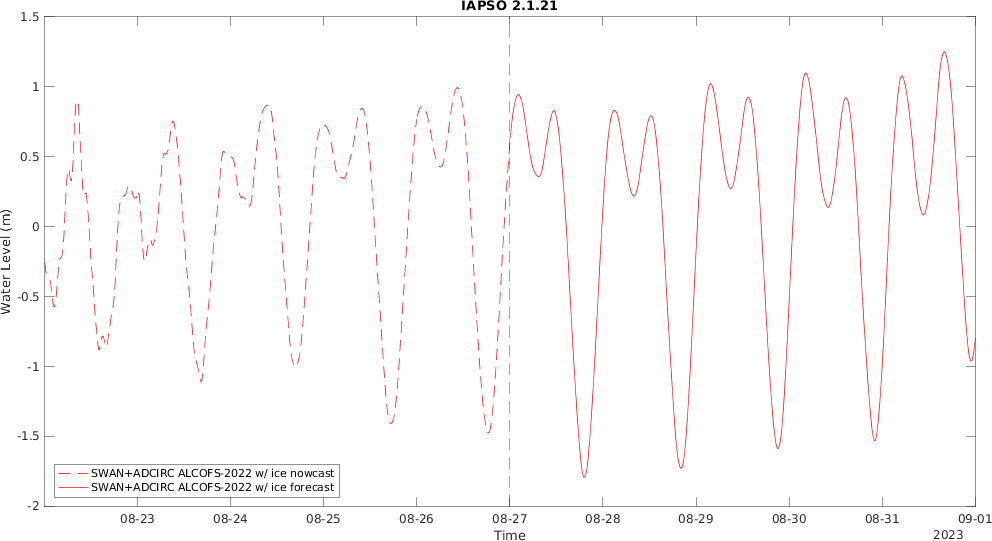 IAPSO 2.1.21
1.5
1
0.5
0
-0.5
-1
-1.5
-2
Water Level (m)
SWAN+ADCIRC ALCOFS-2022 w/ ice nowcast
SWAN+ADCIRC ALCOFS-2022 w/ ice forecast
08-23 08-24 08-25 08-26 08-27 08-28 08-29 08-30 08-31 09-01
Time
2023